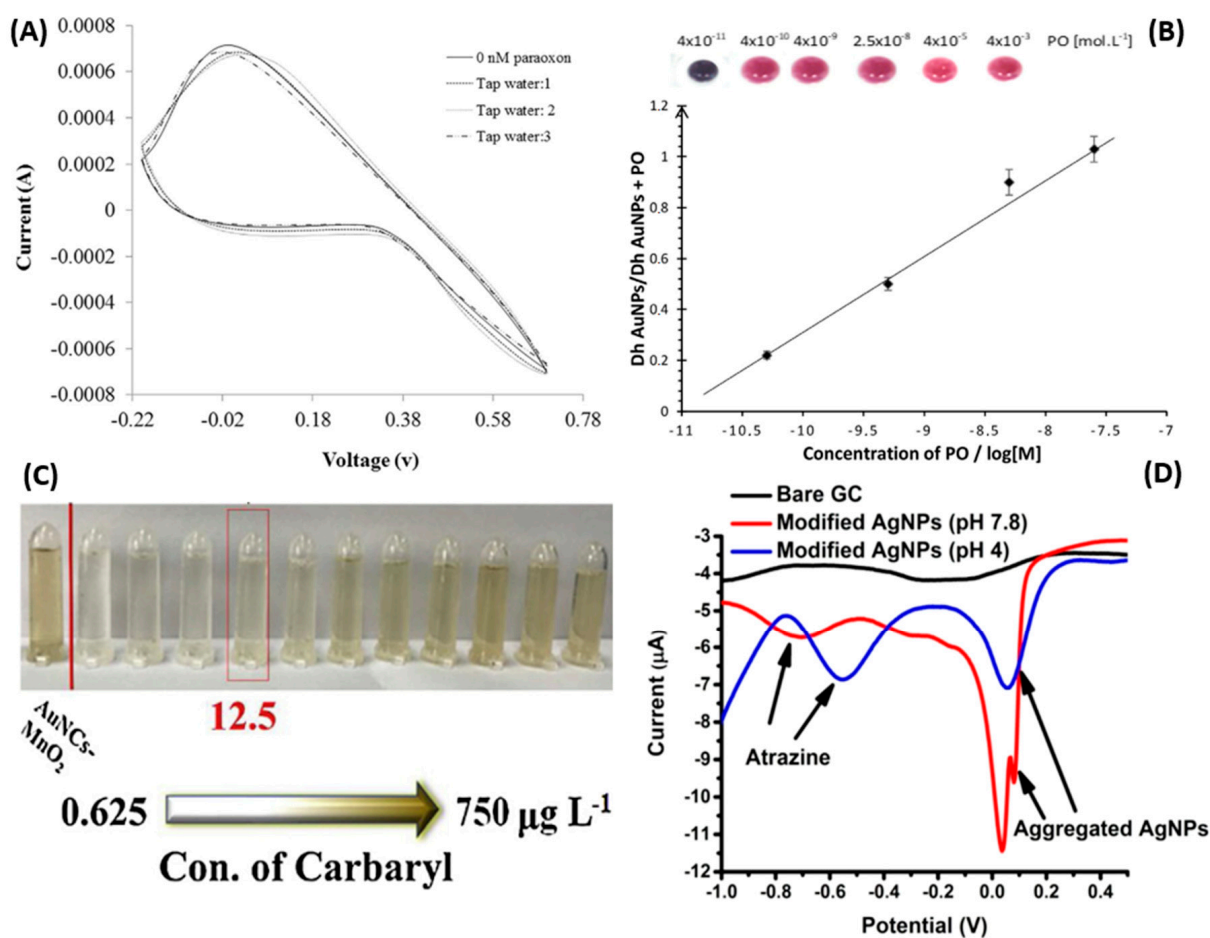 (A)
0.0008
0.0006
0.0004
0.0002
0
-0.0002
-0.0004
-0.0006
-0.0008
Current (A)
-0.22
-0.02
0.18
0.38
0.58
0.78
Voltage (v)
0 nM paraoxon
Tap water:1
Tap water: 2
Tap water:3
(B)
4x10⁻¹¹ 4x10⁻¹⁰ 4x10⁻⁹ 2.5x10⁻⁸ 4x10⁻⁵ 4x10⁻³ PO [mol.L⁻¹]
1.2
1
0.8
0.6
0.4
0.2
0
Dh AuNPs/Dh AuNPs + PO
-11
-10.5
-10
-9.5
-9
-8.5
-8
-7.5
-7
Concentration of PO / log[M]
(C)
AuNCs-
MnO₂
12.5
0.625
750 µg L⁻¹
Con. of Carbaryl
(D)
Bare GC
Modified AgNPs (pH 7.8)
Modified AgNPs (pH 4)
-3
-4
-5
-6
-7
-8
-9
-10
-11
-12
Current (µA)
Atrazine
Aggregated AgNPs
-1.0
-0.8
-0.6
-0.4
-0.2
0.0
0.2
0.4
Potential (V)